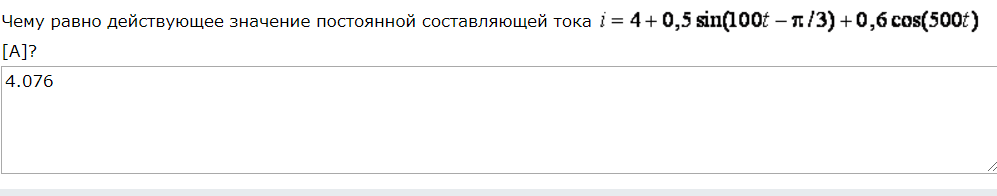 Чему равно действующее значение постоянной составляющей тока i = 4 + 0,5 sin(100t − π/3) + 0,6 cos(500t)
[А]?
4.076